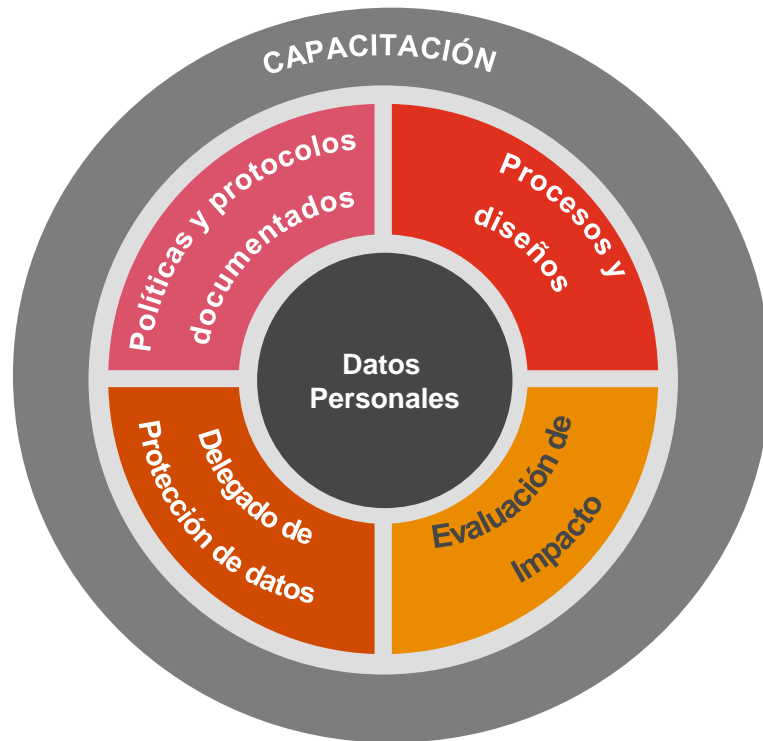 CAPACITACIÓN
Políticas y protocolos
documentados
Procesos y
diseños
Datos
Personales
Delegado de
Protección de datos
Evaluación de
Impacto